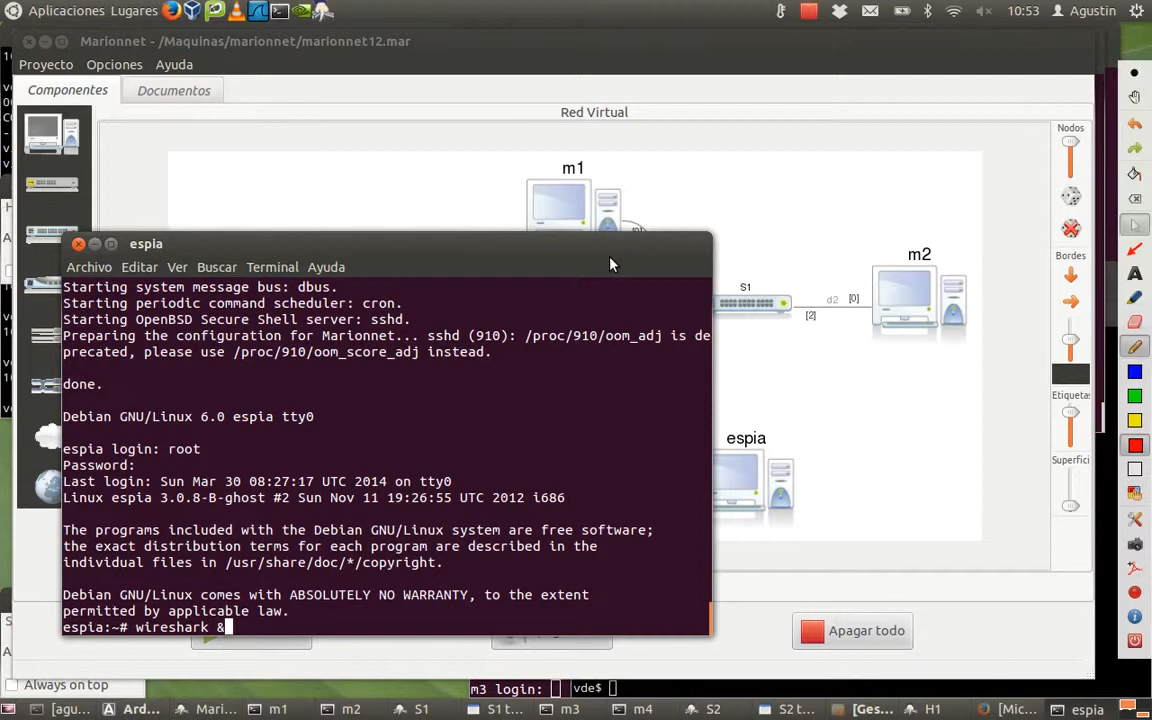 Aplicaciones Lugares
10:53 Agustin
Marionnet - /Maquinas/marionnet/marionnet12.mar
Proyecto Opciones Ayuda
Componentes Documentos
Red Virtual
Nodos
m1
[0]
m2
S1
d2 [0]
[2]
espia
Bordes
Etiquetas
Superfici
espia
Archivo Editar Ver Buscar Terminal Ayuda
Starting system message bus: dbus.
Starting periodic command scheduler: cron.
Starting OpenBSD Secure Shell server: sshd.
Preparing the configuration for Marionnet... sshd (910): /proc/910/oom_adj is de
precated, please use /proc/910/oom_score_adj instead.
done.
Debian GNU/Linux 6.0 espia tty0
espia login: root
Password:
Last login: Sun Mar 30 08:27:17 UTC 2014 on tty0
Linux espia 3.0.8-B-ghost #2 Sun Nov 11 19:26:55 UTC 2012 i686
The programs included with the Debian GNU/Linux system are free software;
the exact distribution terms for each program are described in the
individual files in /usr/share/doc/*/copyright.
Debian GNU/Linux comes with ABSOLUTELY NO WARRANTY, to the extent
permitted by applicable law.
espia:~# wireshark &
Apagar todo
Always on top
m3 login:
vde$
[agu... Ard... Mari... m1 m2 S1 S1 t... m3 m4 S2 S2 t... [Ges... H1 [Mic... espia